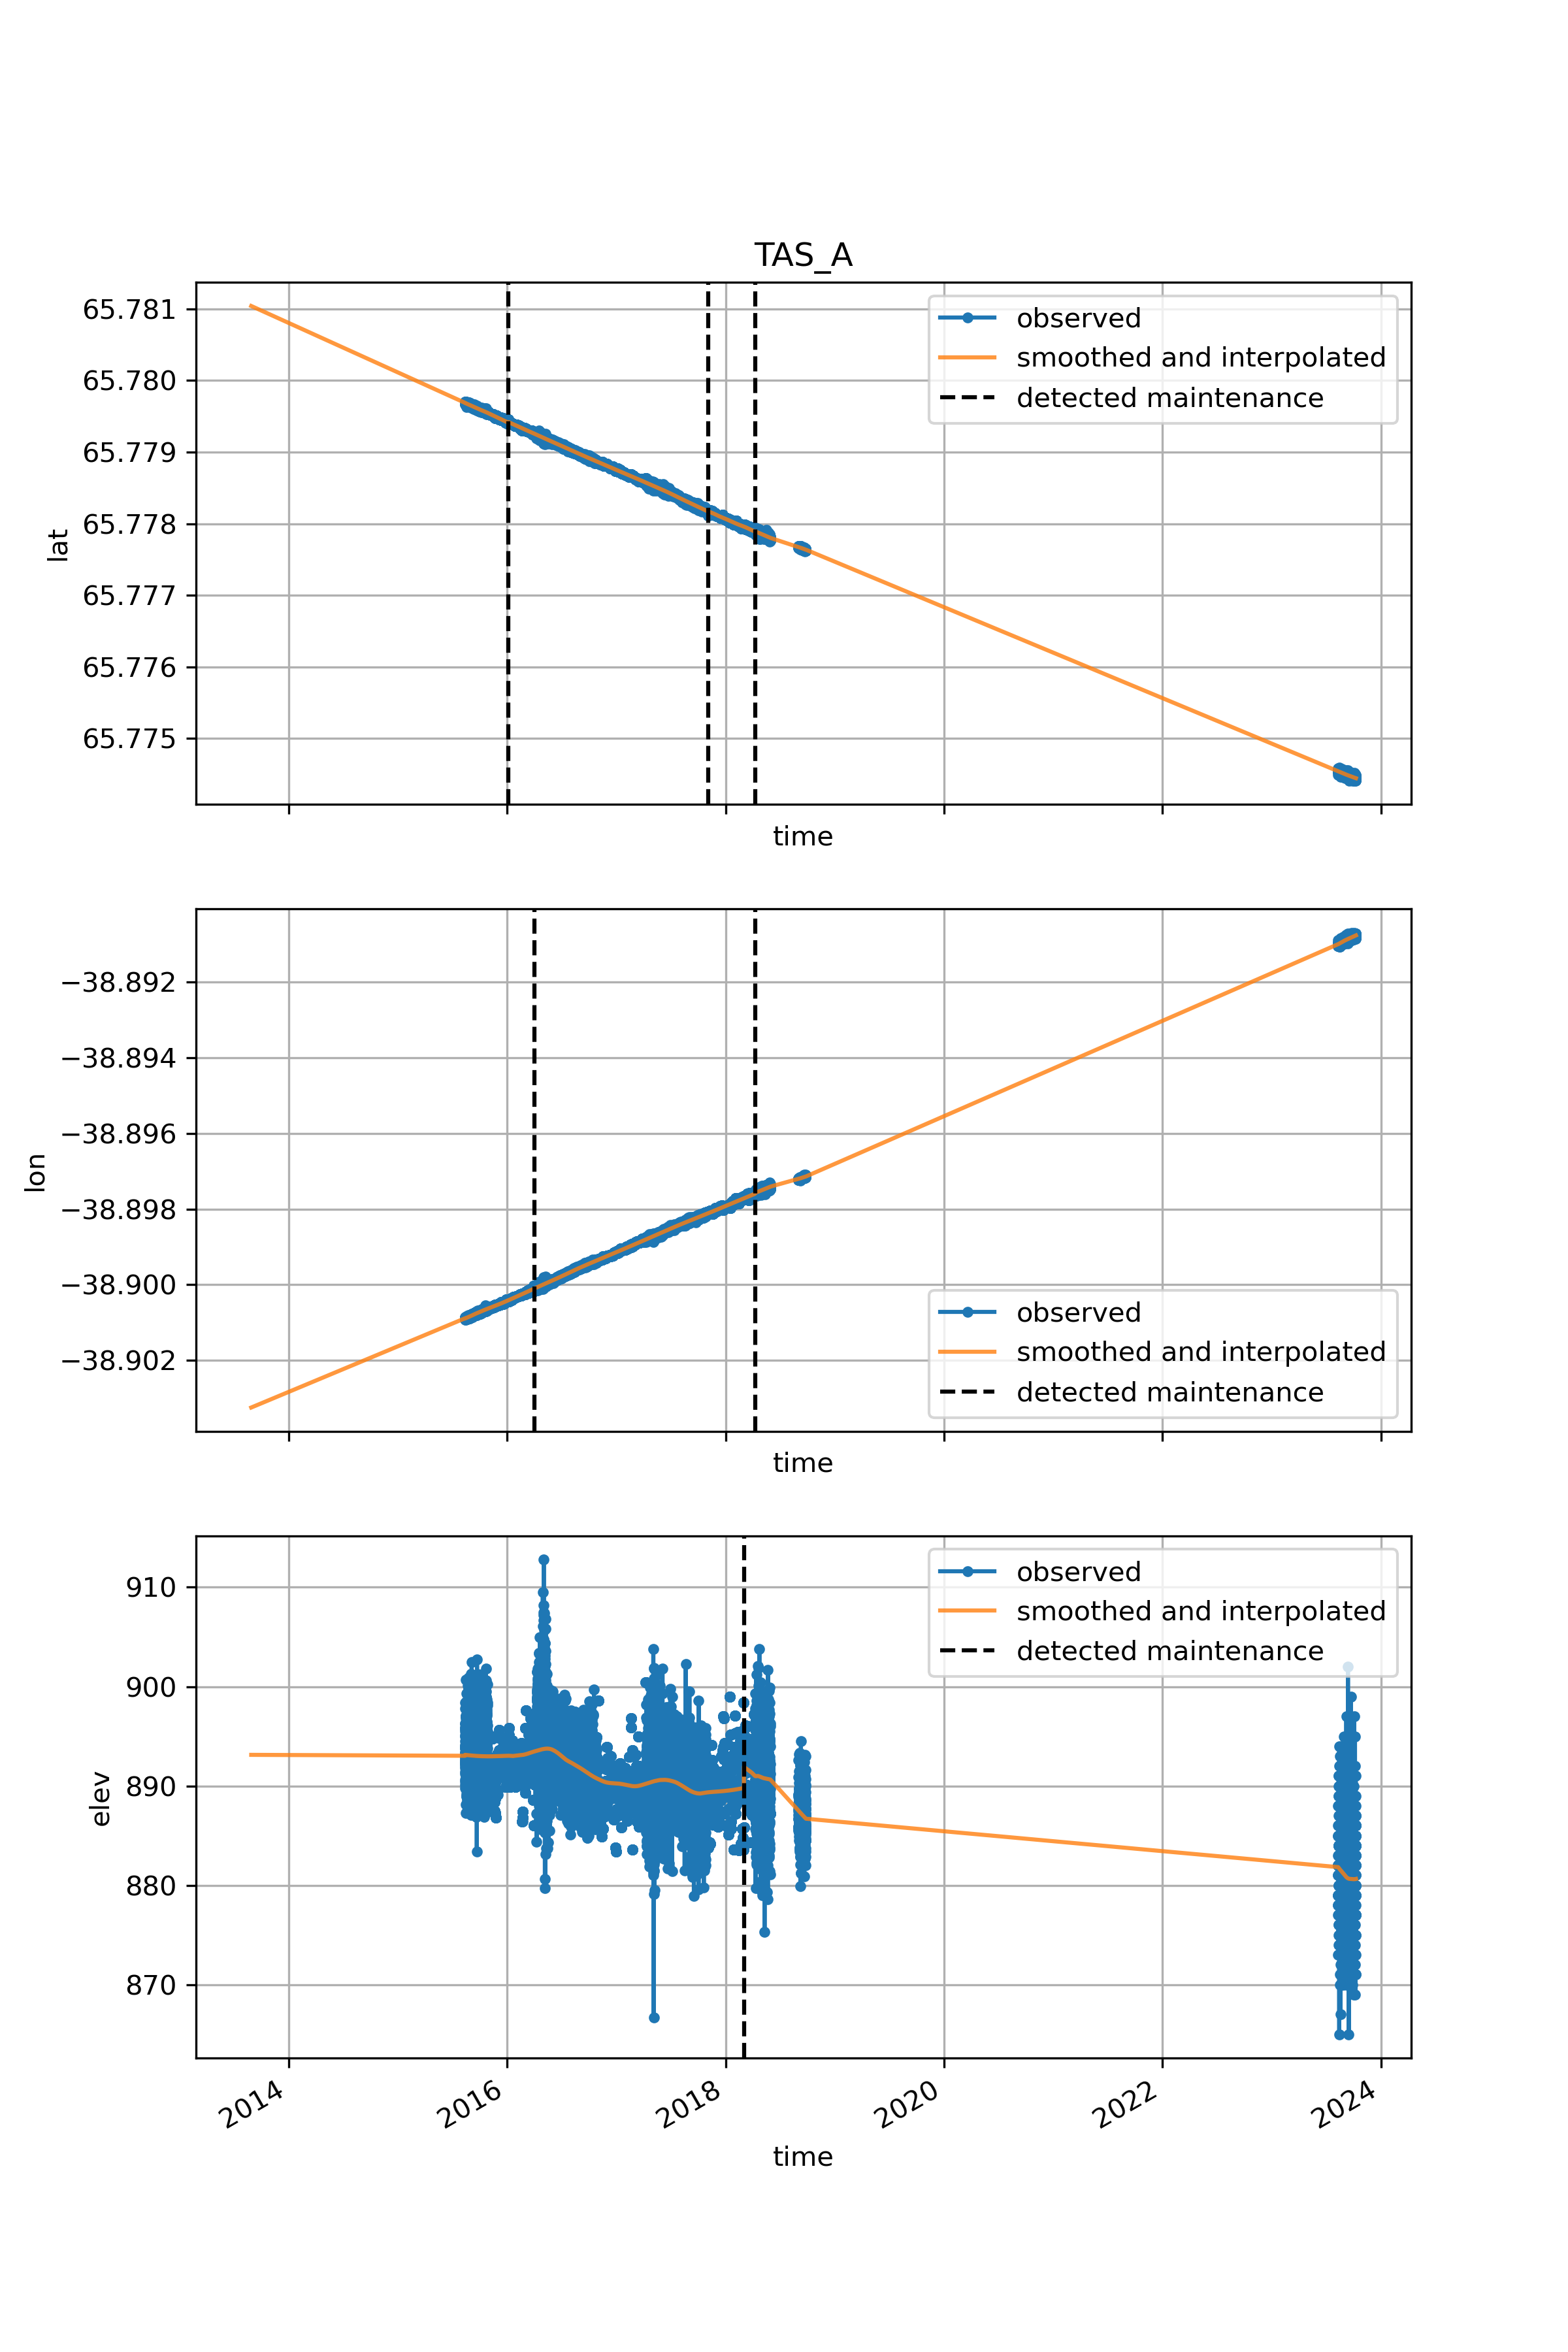 TAS_A
65.781
65.780
65.779
65.778
65.777
65.776
65.775
lat
observed
smoothed and interpolated
detected maintenance
time
−38.892
−38.894
−38.896
−38.898
−38.900
−38.902
lon
observed
smoothed and interpolated
detected maintenance
time
910
900
890
880
870
elev
observed
smoothed and interpolated
detected maintenance
2014
2016
2018
2020
2022
2024
time